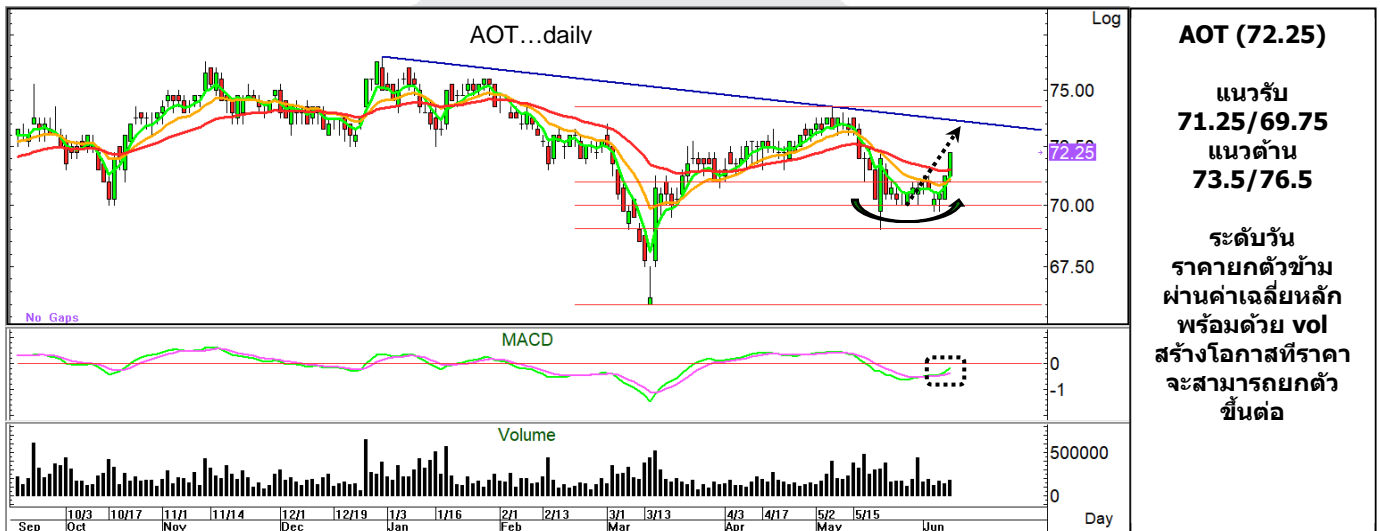 AOT...daily
Log
75.00
72.25
70.00
67.50
No Gaps
MACD
0
-1
Volume
500000
0
10/3 10/17 11/1 11/14 12/1 12/19 1/3 1/16 2/1 2/13 3/1 3/13 4/3 4/17 5/2 5/15
Sep Oct Nov Dec Jan Feb Mar Apr May Jun
Day
AOT (72.25)
แนวรับ
71.25/69.75
แนวต้าน
73.5/76.5
ระดับวัน
ราคายกตัวข้าม
ผ่านค่าเฉลี่ยหลัก
พร้อมด้วย vol
สร้างโอกาสที่ราคา
จะสามารถยกตัว
ขึ้นต่อ